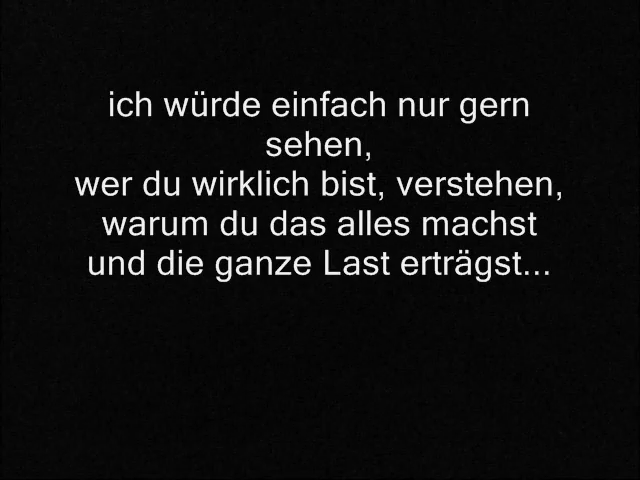 ich würde einfach nur gern
sehen,
wer du wirklich bist, verstehen,
warum du das alles machst
und die ganze Last erträgst...